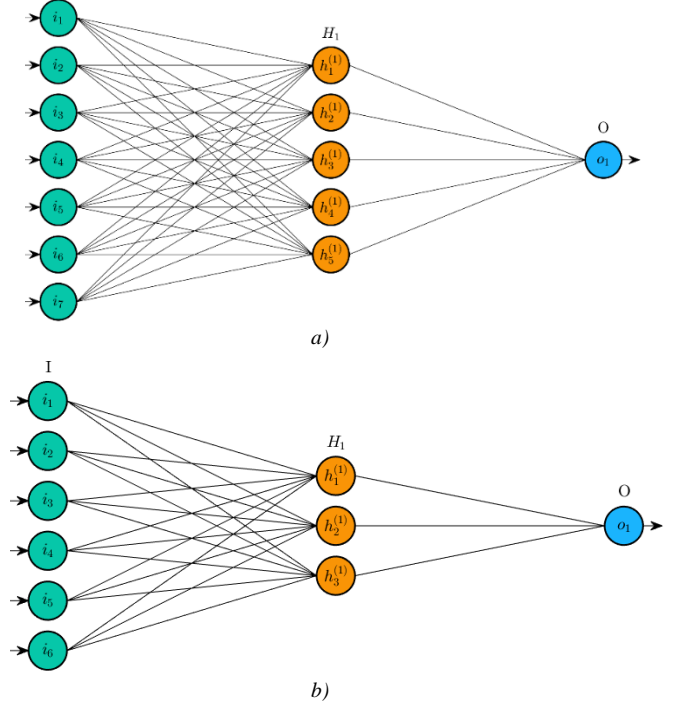 i₁
H₁
i₂
h₁⁽¹⁾
i₃
h₂⁽¹⁾
O
i₄
h₃⁽¹⁾
o₁
i₅
h₄⁽¹⁾
i₆
h₅⁽¹⁾
i₇
a)
I
i₁
H₁
i₂
h₁⁽¹⁾
O
i₃
h₂⁽¹⁾
o₁
i₄
h₃⁽¹⁾
i₅
i₆
b)